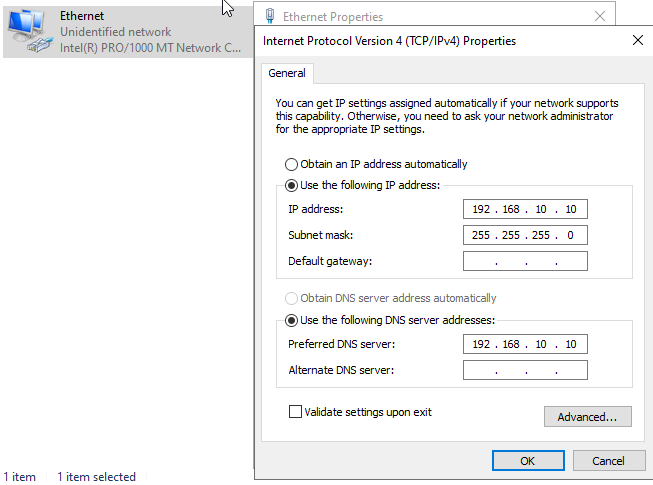 Ethernet
Unidentified network
Intel(R) PRO/1000 MT Network C...
Ethernet Properties
Internet Protocol Version 4 (TCP/IPv4) Properties
General
You can get IP settings assigned automatically if your network supports
this capability. Otherwise, you need to ask your network administrator
for the appropriate IP settings.
Obtain an IP address automatically
Use the following IP address:
IP address: 192 . 168 . 10 . 10
Subnet mask: 255 . 255 . 255 . 0
Default gateway: . . .
Obtain DNS server address automatically
Use the following DNS server addresses:
Preferred DNS server: 192 . 168 . 10 . 10
Alternate DNS server: . . .
Validate settings upon exit
Advanced...
OK Cancel
1 item 1 item selected